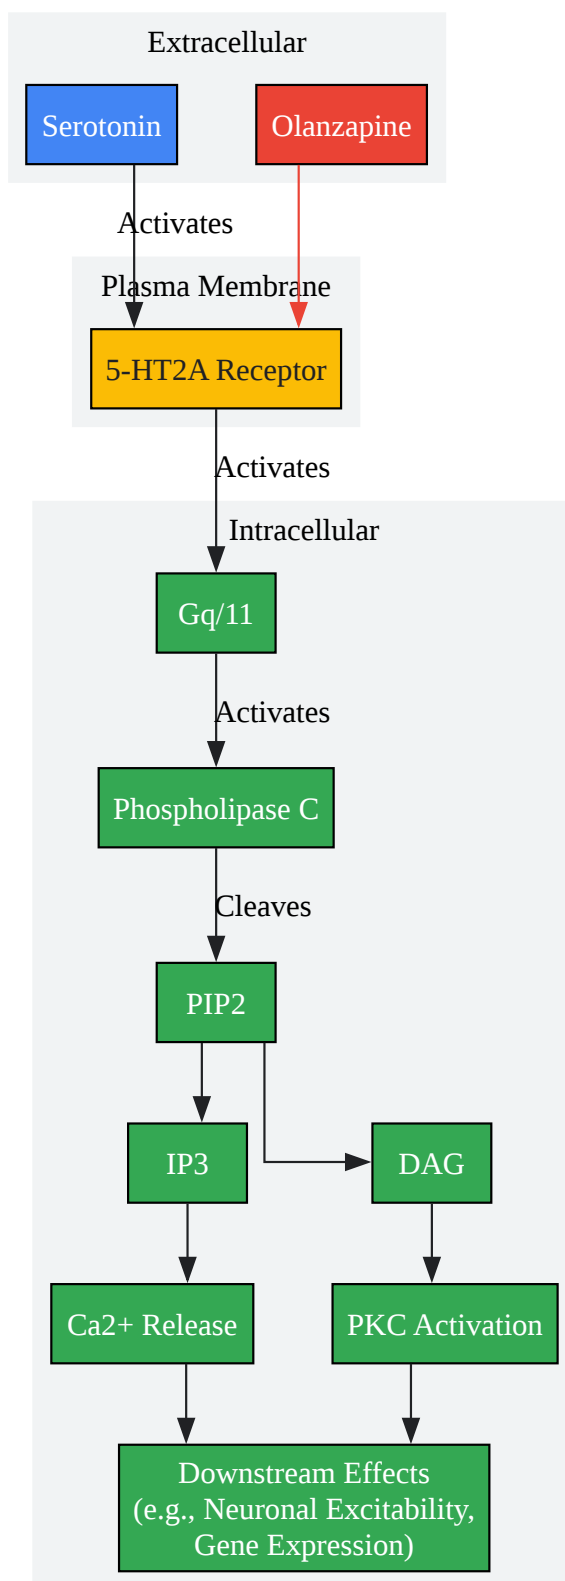 Extracellular
Serotonin
Olanzapine
Activates
Plasma Membrane
5-HT2A Receptor
Activates
Intracellular
Gq/11
Activates
Phospholipase C
Cleaves
PIP2
IP3
DAG
Ca2+ Release
PKC Activation
Downstream Effects
(e.g., Neuronal Excitability,
Gene Expression)